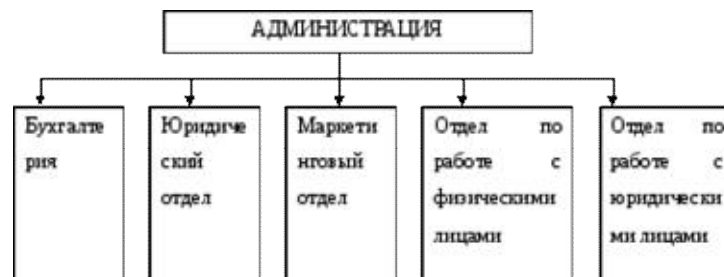 АДМИНИСТРАЦИЯ
Бухгалте
рия
Юридиче
ский
отдел
Маркети
нговый
отдел
Отдел по
работе с
физическими
лицами
Отдел по
работе с
юридически
ми лицами